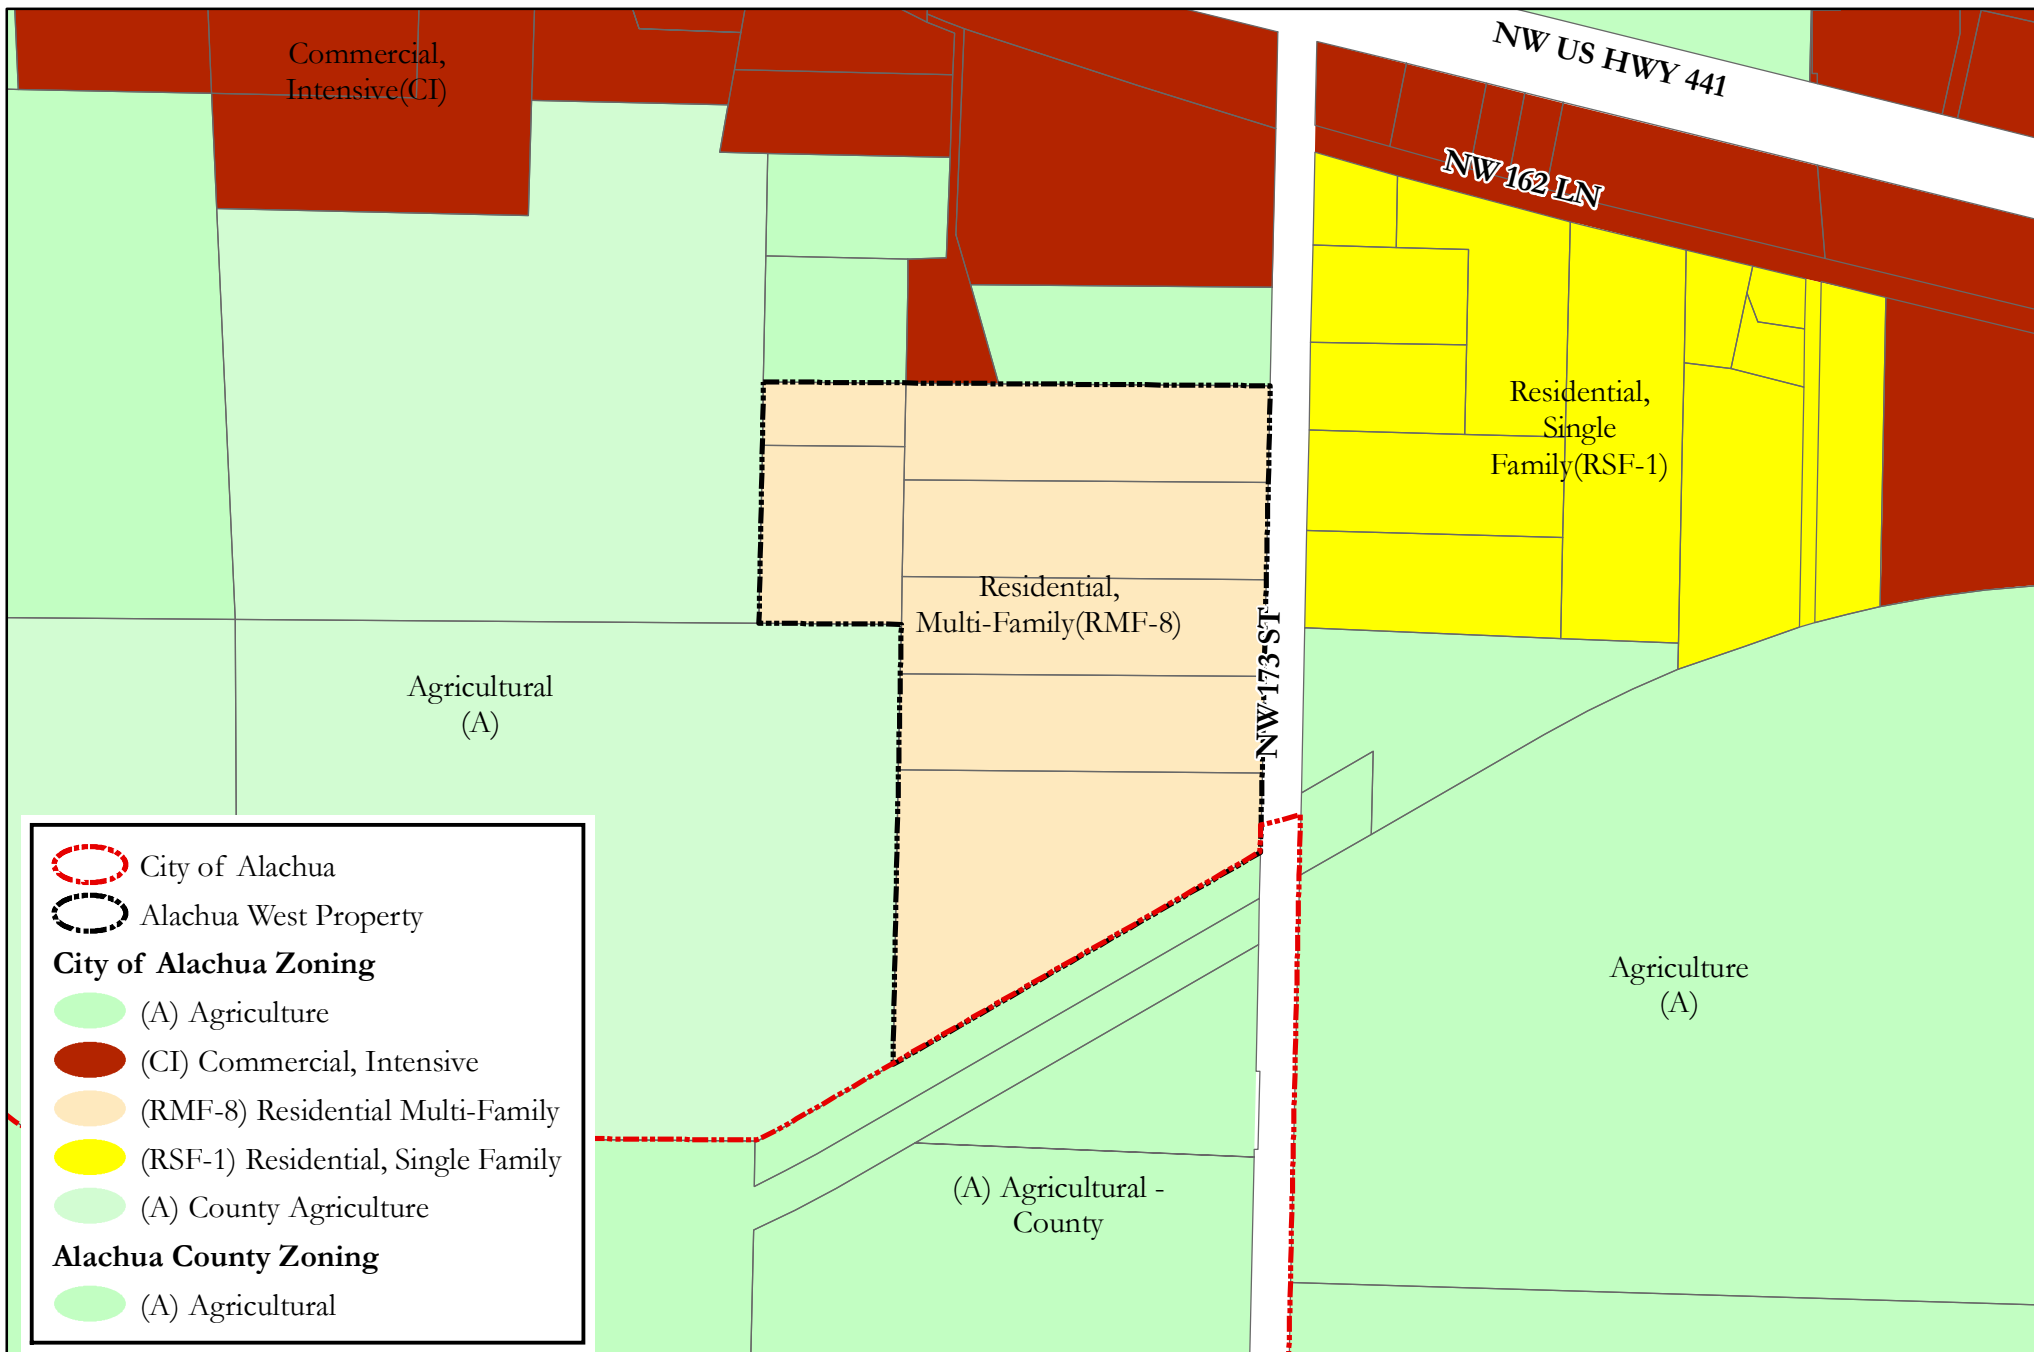 Commercial,
Intensive(CI)
NW US HWY 441
NW 162 LN
Residential,
Single
Family(RSF-1)
Residential,
Multi-Family(RMF-8)
NW 173 ST
Agricultural
(A)
Agriculture
(A)
(A) Agricultural -
County
City of Alachua
Alachua West Property
City of Alachua Zoning
(A) Agriculture
(CI) Commercial, Intensive
(RMF-8) Residential Multi-Family
(RSF-1) Residential, Single Family
(A) County Agriculture
Alachua County Zoning
(A) Agricultural